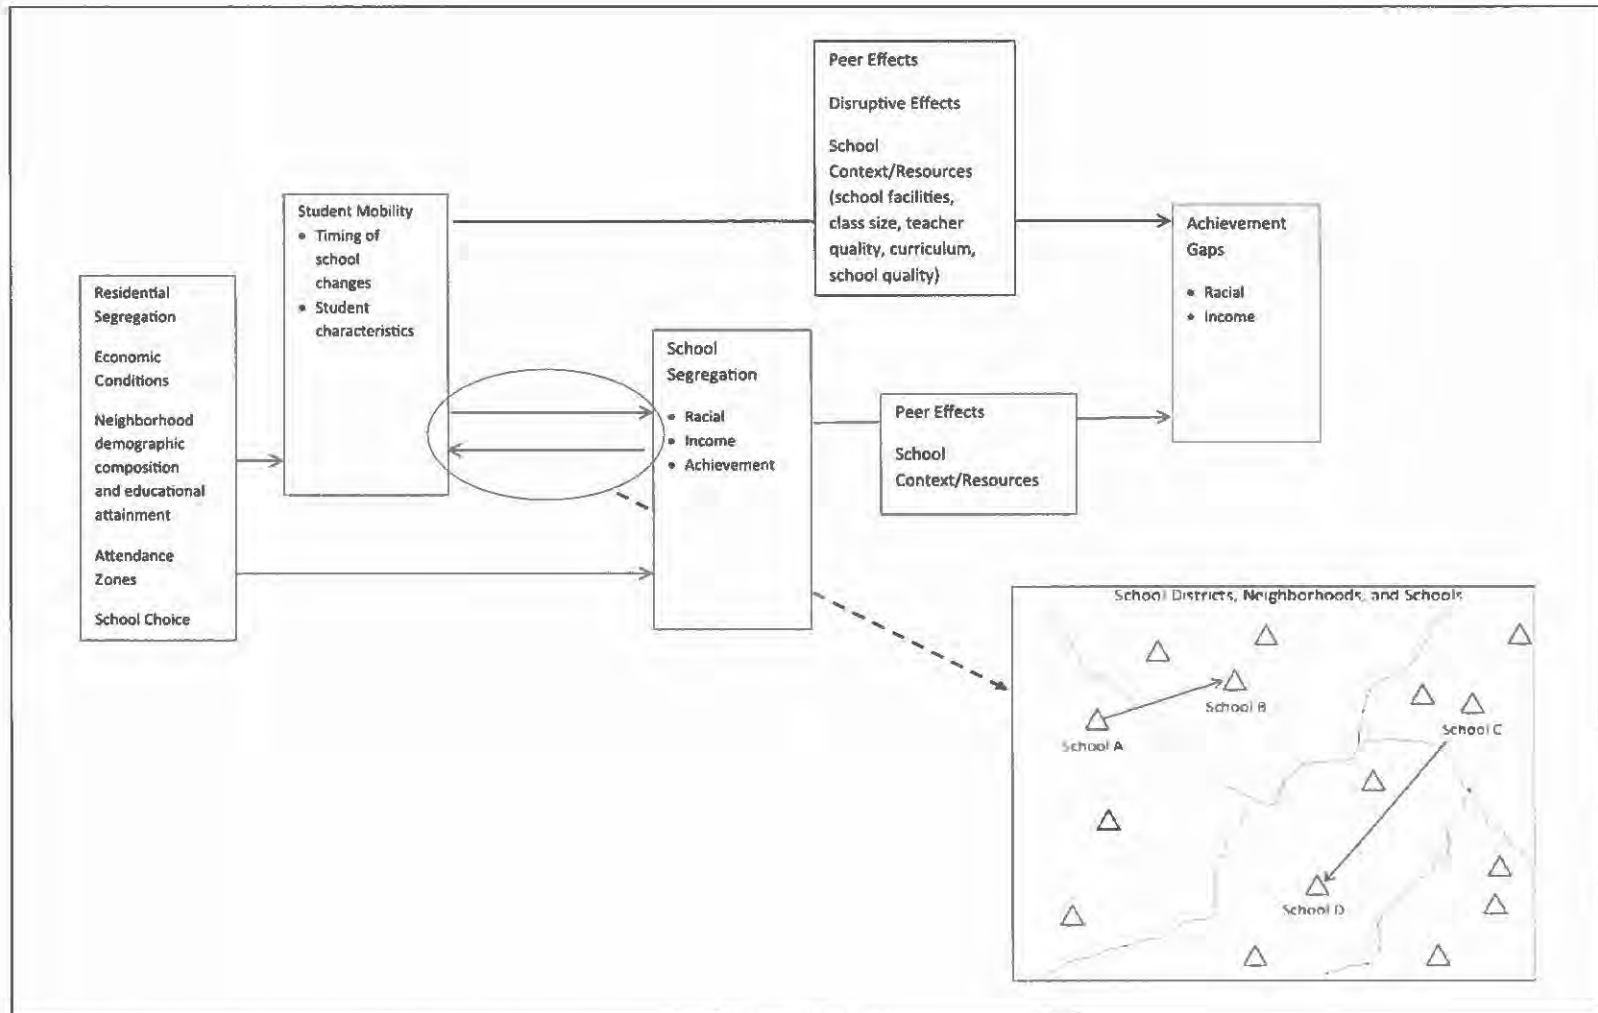 Peer Effects
Disruptive Effects
School
Context/Resources
(school facilities,
class size, teacher
quality, curriculum,
school quality)
Student Mobility
• Timing of
school
changes
• Student
characteristics
Achievement
Gaps
• Racial
• Income
Residential
Segregation
Economic
Conditions
Neighborhood
demographic
composition
and educational
attainment
Attendance
Zones
School Choice
School
Segregation
• Racial
• Income
• Achievement
Peer Effects
School
Context/Resources
School Districts, Neighborhoods, and Schools
School B
School A
School C
School D